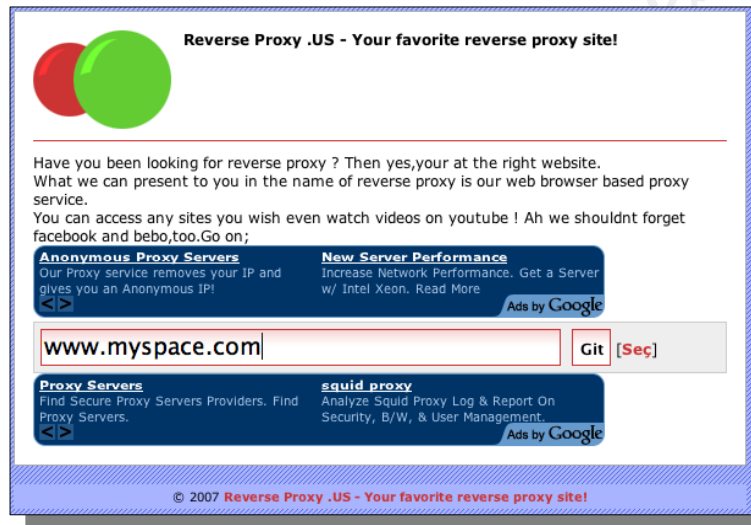 Reverse Proxy .US - Your favorite reverse proxy site!
Have you been looking for reverse proxy ? Then yes,your at the right website.
What we can present to you in the name of reverse proxy is our web browser based proxy
service.
You can access any sites you wish even watch videos on youtube ! Ah we shouldnt forget
facebook and bebo,too.Go on;
Anonymous Proxy Servers
Our Proxy service removes your IP and
gives you an Anonymous IP!
New Server Performance
Increase Network Performance. Get a Server
w/ Intel Xeon. Read More
< >
Ads by Google
www.myspace.com
Git [Seç]
Proxy Servers
Find Secure Proxy Servers Providers. Find
Proxy Servers.
squid proxy
Analyze Squid Proxy Log & Report On
Security, B/W, & User Management.
< >
Ads by Google
© 2007 Reverse Proxy .US - Your favorite reverse proxy site!